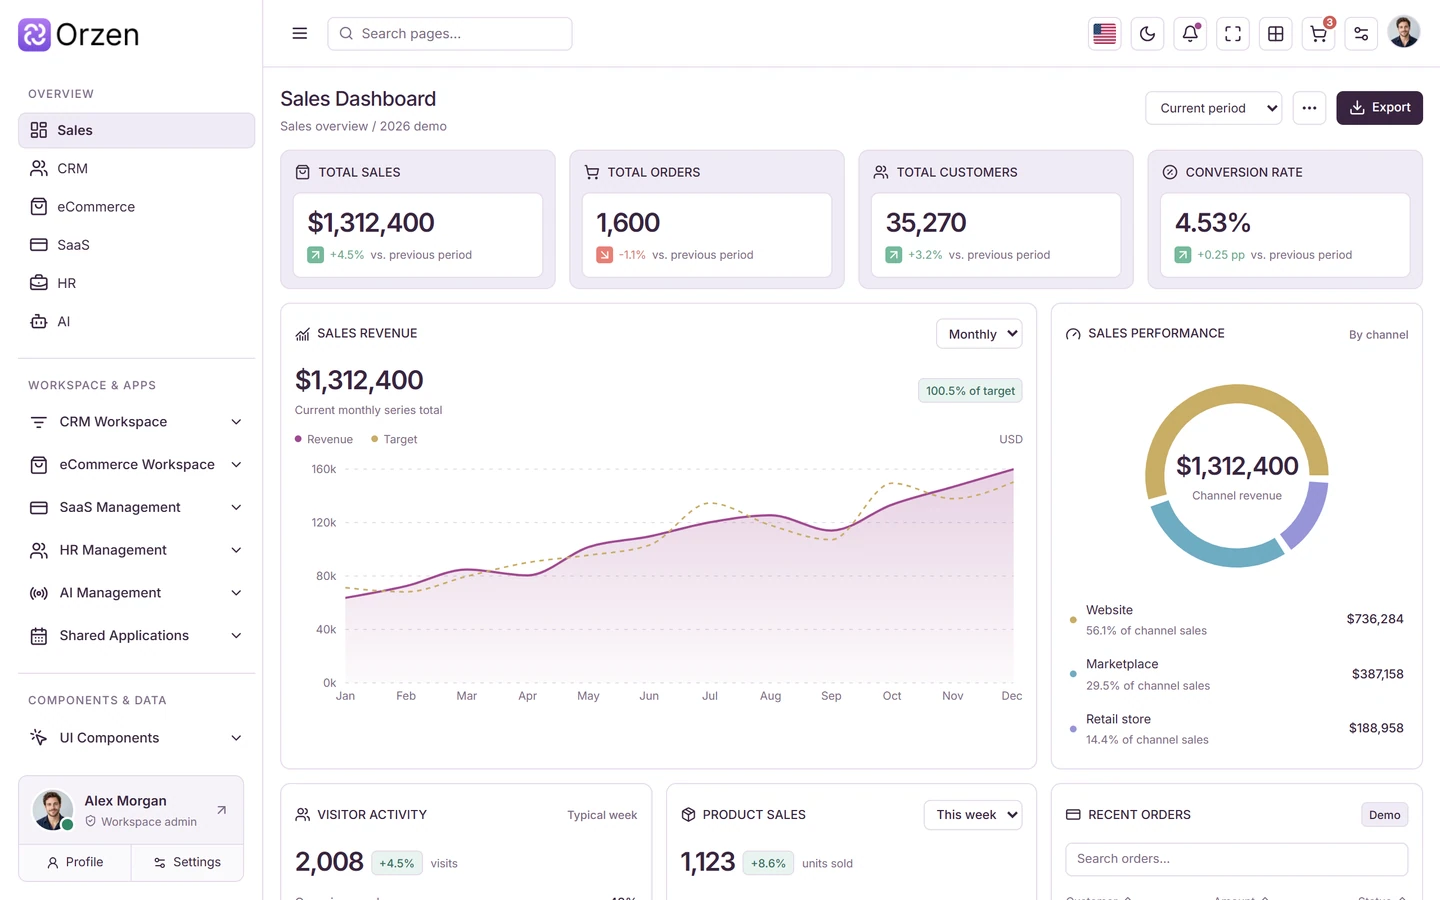 Orzen
Search pages...
3
OVERVIEW
Sales
CRM
eCommerce
SaaS
HR
AI
WORKSPACE & APPS
CRM Workspace
eCommerce Workspace
SaaS Management
HR Management
AI Management
Shared Applications
COMPONENTS & DATA
UI Components
Alex Morgan
Workspace admin
Profile
Settings
Sales Dashboard
Sales overview / 2026 demo
Current period
Export
TOTAL SALES
$1,312,400
+4.5% vs. previous period
TOTAL ORDERS
1,600
-1.1% vs. previous period
TOTAL CUSTOMERS
35,270
+3.2% vs. previous period
CONVERSION RATE
4.53%
+0.25 pp vs. previous period
SALES REVENUE
Monthly
$1,312,400
Current monthly series total
100.5% of target
Revenue
Target
USD
160k
120k
80k
40k
0k
Jan Feb Mar Apr May Jun Jul Aug Sep Oct Nov Dec
SALES PERFORMANCE
By channel
$1,312,400
Channel revenue
Website
56.1% of channel sales
$736,284
Marketplace
29.5% of channel sales
$387,158
Retail store
14.4% of channel sales
$188,958
VISITOR ACTIVITY
Typical week
2,008 +4.5% visits
PRODUCT SALES
This week
1,123 +8.6% units sold
RECENT ORDERS
Demo
Search orders...